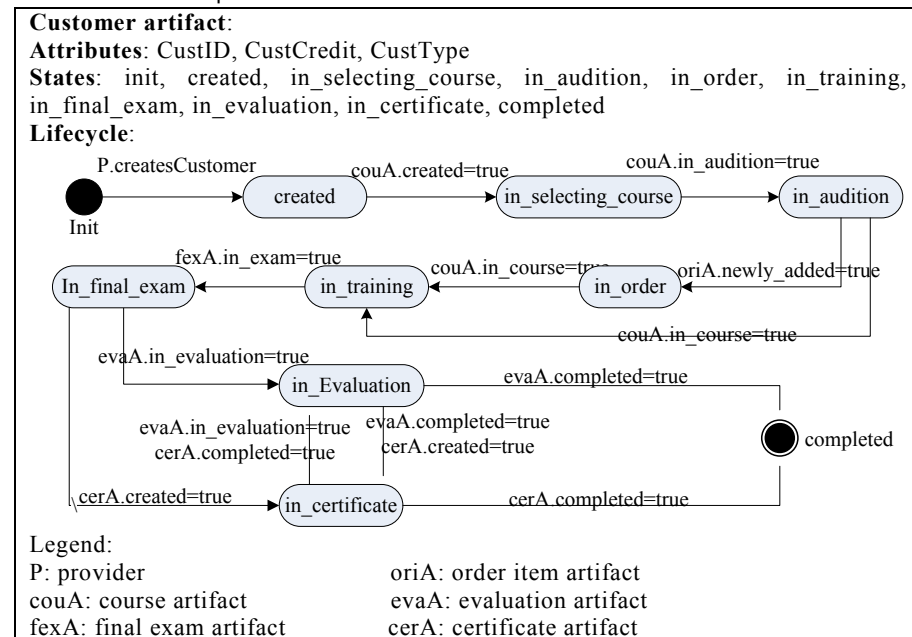 Customer artifact:
Attributes: CustID, CustCredit, CustType
States: init, created, in_selecting_course, in_audition, in_order, in_training,
in_final_exam, in_evaluation, in_certificate, completed
Lifecycle:
P.createsCustomer
couA.created=true
couA.in_audition=true
created
in_selecting_course
in_audition
Init
fexA.in_exam=true
couA.in_course=true
oriA.newly_added=true
In_final_exam
in_training
in_order
couA.in_course=true
evaA.in_evaluation=true
in_Evaluation
evaA.completed=true
evaA.in_evaluation=true
cerA.completed=true
evaA.completed=true
cerA.created=true
completed
cerA.created=true
in_certificate
cerA.completed=true
Legend:
P: provider
oriA: order item artifact
couA: course artifact
evaA: evaluation artifact
fexA: final exam artifact
cerA: certificate artifact